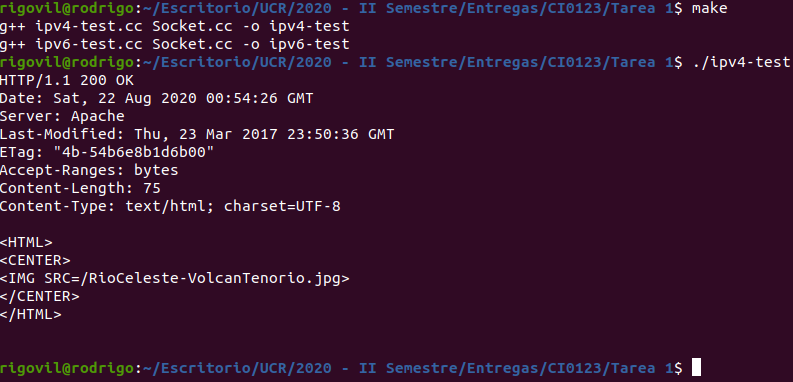 rigovil@rodrigo:~/Escritorio/UCR/2020 - II Semestre/Entregas/CI0123/Tarea 1$ make
g++ ipv4-test.cc Socket.cc -o ipv4-test
g++ ipv6-test.cc Socket.cc -o ipv6-test
rigovil@rodrigo:~/Escritorio/UCR/2020 - II Semestre/Entregas/CI0123/Tarea 1$ ./ipv4-test
HTTP/1.1 200 OK
Date: Sat, 22 Aug 2020 00:54:26 GMT
Server: Apache
Last-Modified: Thu, 23 Mar 2017 23:50:36 GMT
ETag: "4b-54b6e8b1d6b00"
Accept-Ranges: bytes
Content-Length: 75
Content-Type: text/html; charset=UTF-8
<HTML>
<CENTER>
<IMG SRC=/RioCeleste-VolcanTenorio.jpg>
</CENTER>
</HTML>
rigovil@rodrigo:~/Escritorio/UCR/2020 - II Semestre/Entregas/CI0123/Tarea 1$